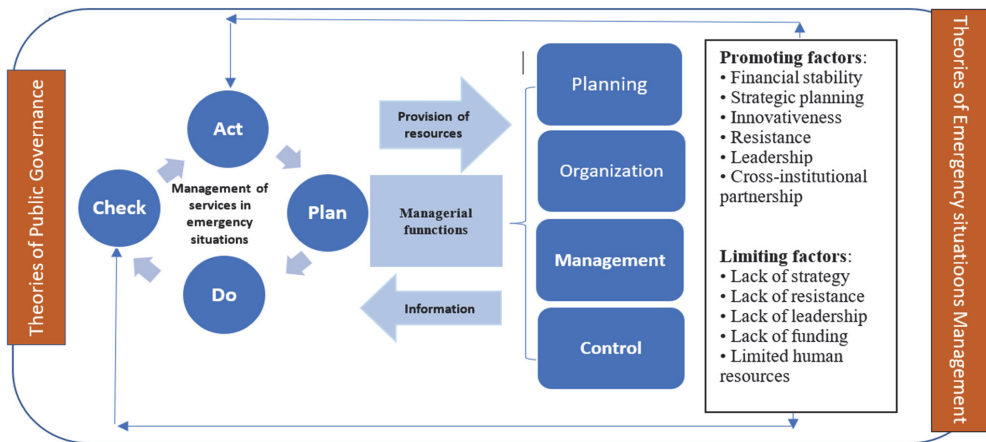 Theories of Public Governance
Act
Check
Management of
services in
emergency
situations
Plan
Do
Provision of
resources
Managerial
funnctions
Information
Planning
Organization
Management
Control
Promoting factors:
• Financial stability
• Strategic planning
• Innovativeness
• Resistance
• Leadership
• Cross-institutional
partnership
Limiting factors:
• Lack of strategy
• Lack of resistance
• Lack of leadership
• Lack of funding
• Limited human
resources
Theories of Emergency situatioons Management